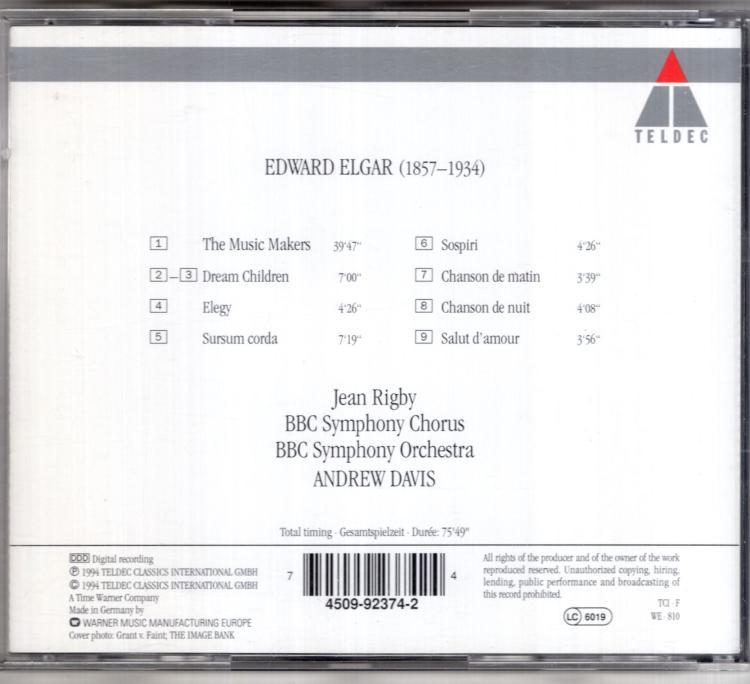 TELDEC
EDWARD ELGAR (1857–1934)
1 The Music Makers 39'47"
2–3 Dream Children 7'00"
4 Elegy 4'26"
5 Sursum corda 7'19"
6 Sospiri 4'26"
7 Chanson de matin 3'39"
8 Chanson de nuit 4'08"
9 Salut d'amour 3'56"
Jean Rigby
BBC Symphony Chorus
BBC Symphony Orchestra
ANDREW DAVIS
Total timing · Gesamtspielzeit · Durée: 75'49"
DDD Digital recording
Ⓟ 1994 TELDEC CLASSICS INTERNATIONAL GMBH
© 1994 TELDEC CLASSICS INTERNATIONAL GMBH
A Time Warner Company
Made in Germany by
WARNER MUSIC MANUFACTURING EUROPE
Cover photo: Grant v. Faint; THE IMAGE BANK
7 4
4509-92374-2
All rights of the producer and of the owner of the work
reproduced reserved. Unauthorized copying, hiring,
lending, public performance and broadcasting of
this record prohibited.
TCI · F
LC 6019 WE · 810